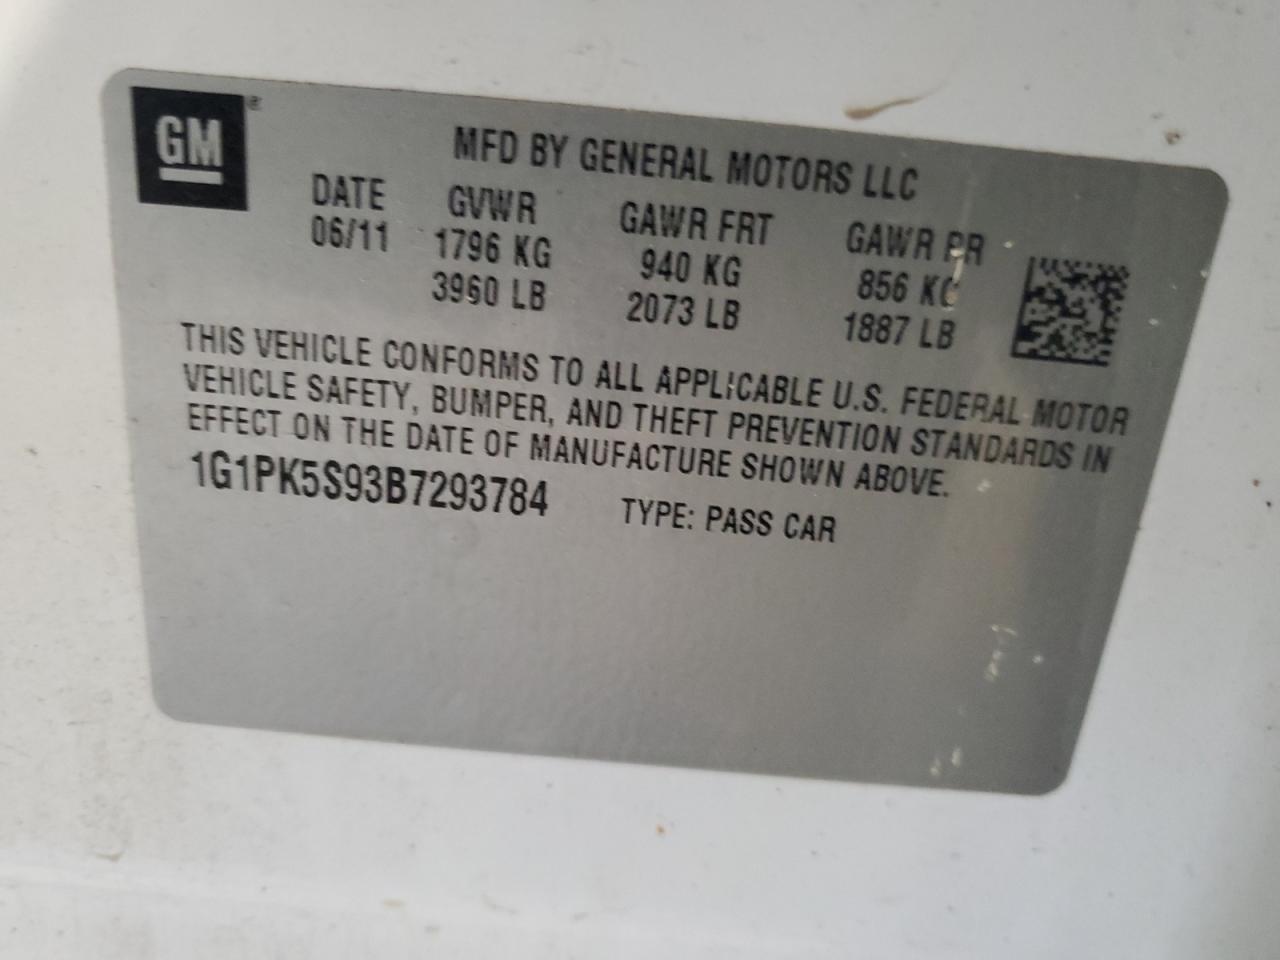 GM ®
MFD BY GENERAL MOTORS LLC
DATE GVWR GAWR FRT GAWR RR
06/11 1796 KG 940 KG 856 KG
3960 LB 2073 LB 1887 LB
THIS VEHICLE CONFORMS TO ALL APPLICABLE U.S. FEDERAL MOTOR
VEHICLE SAFETY, BUMPER, AND THEFT PREVENTION STANDARDS IN
EFFECT ON THE DATE OF MANUFACTURE SHOWN ABOVE.
1G1PK5S93B7293784 TYPE: PASS CAR